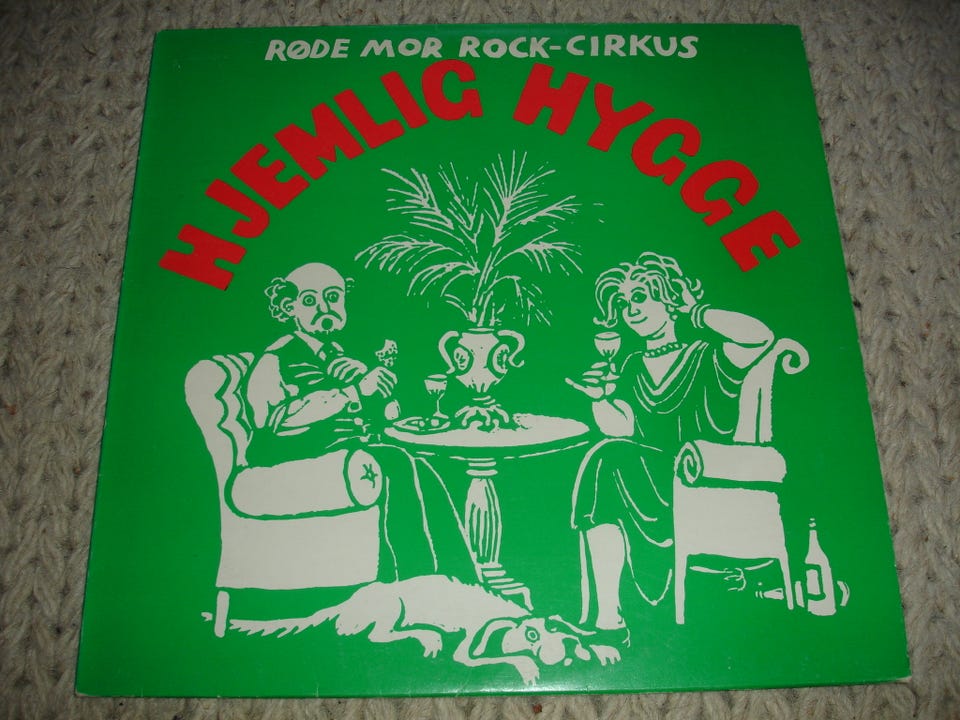 RØDE MOR ROCK-CIRKUS
HJEMLIG HYGGE